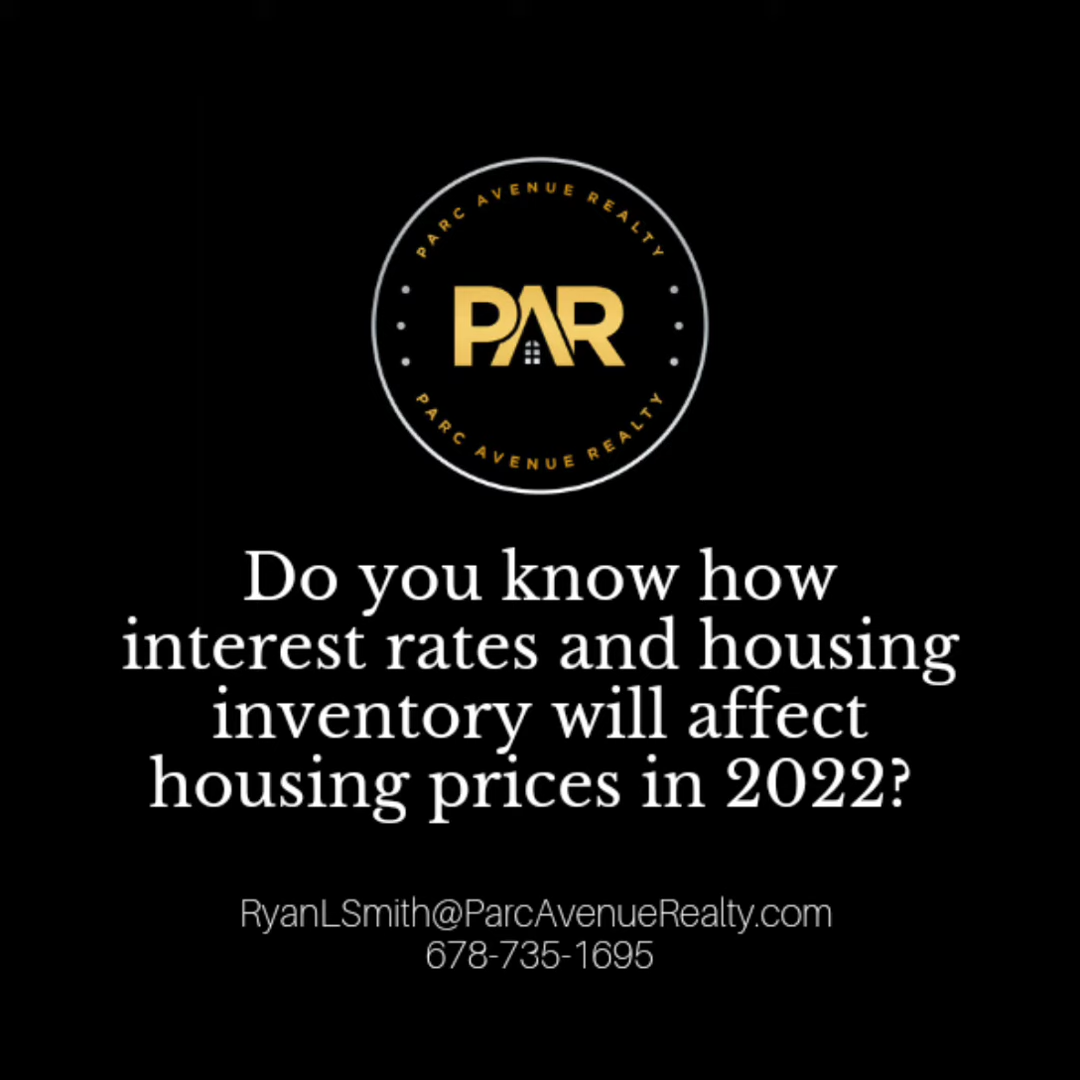 PARC AVENUE REALTY
PAR
PARC AVENUE REALTY
Do you know how
interest rates and housing
inventory will affect
housing prices in 2022?
RyanLSmith@ParcAvenueRealty.com
678-735-1695